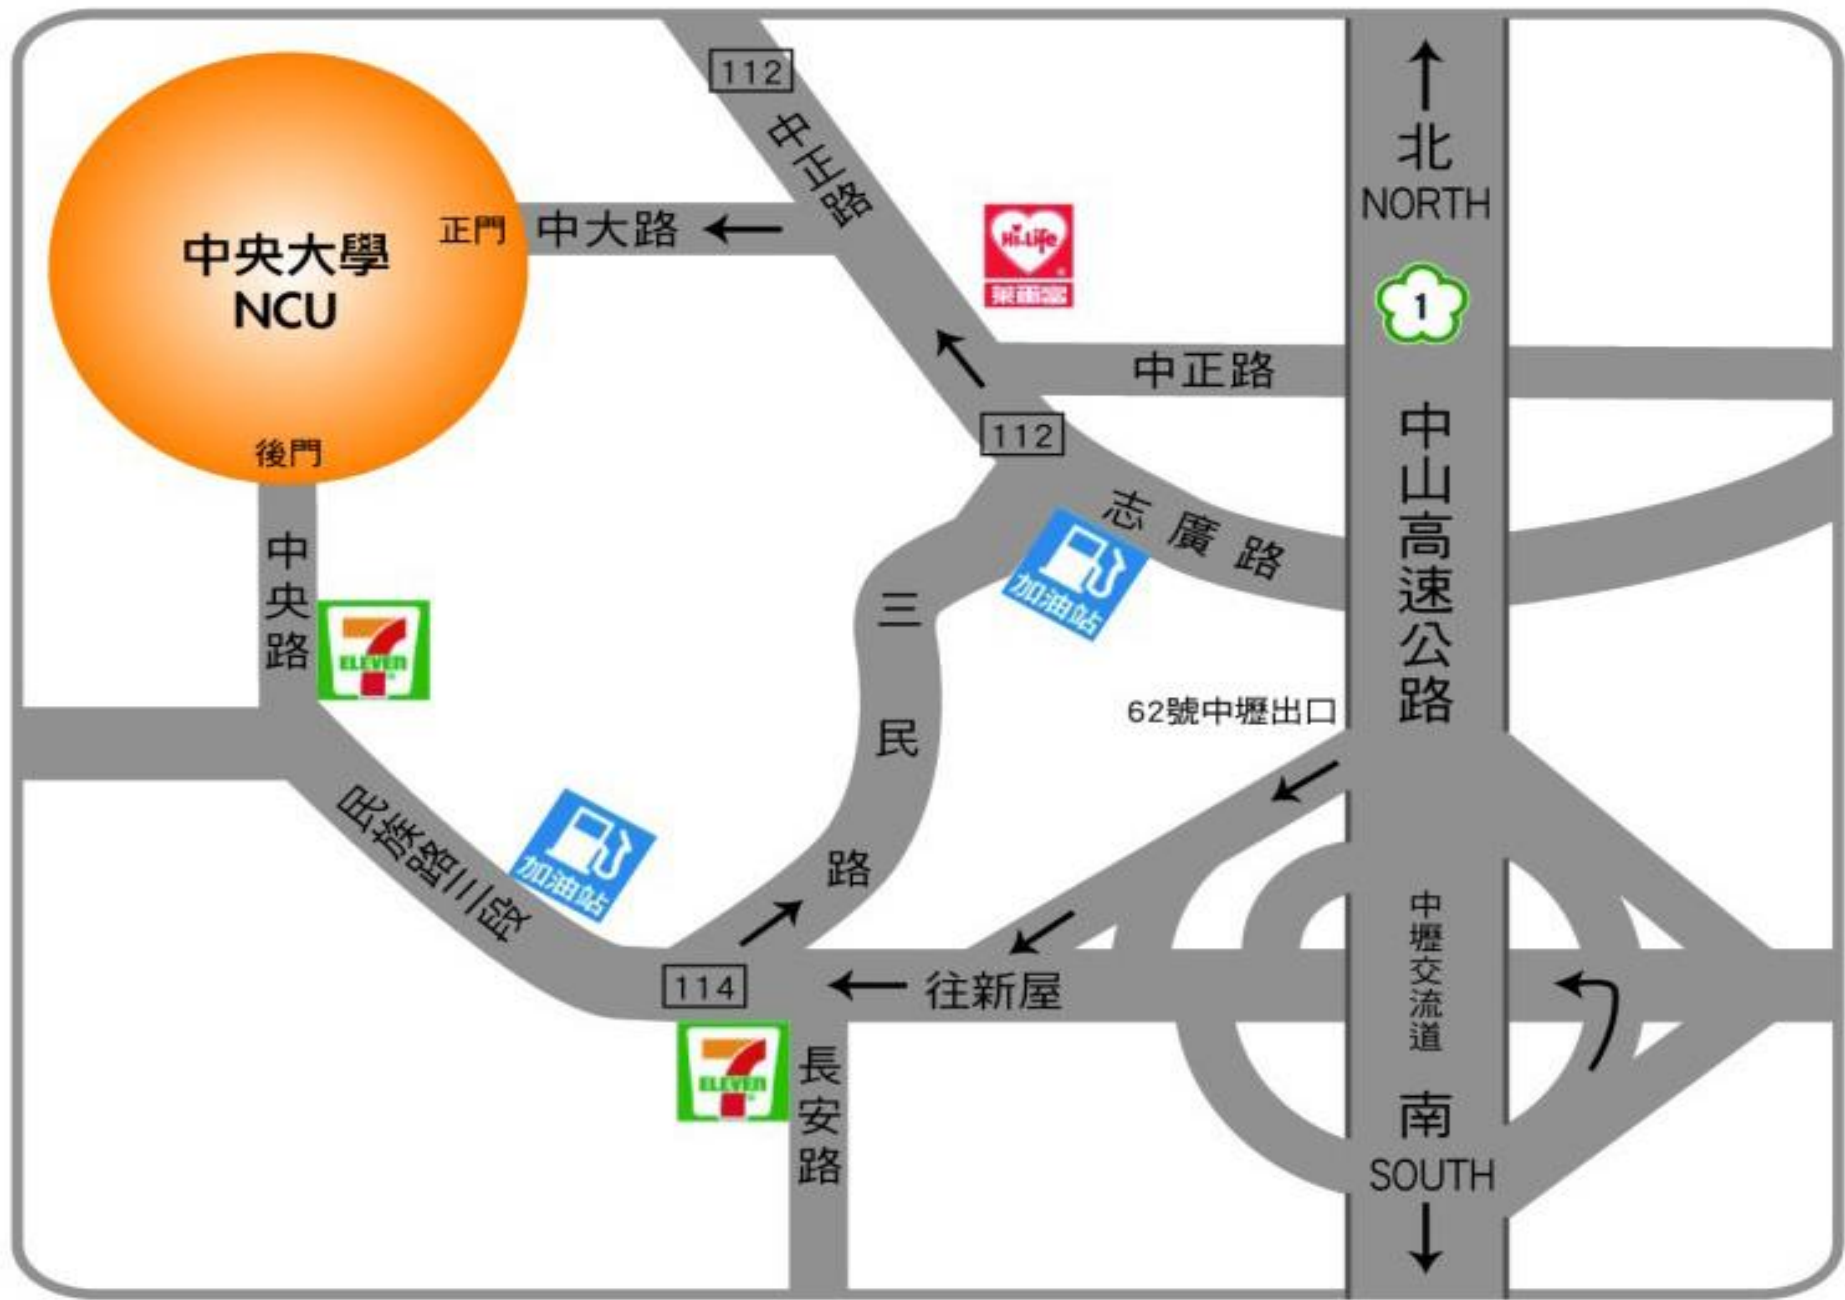 112
中正路
北
NORTH
正門
中大路
中央大學
NCU
Hi-Life
萊爾富
1
中正路
112
後門
中山高速公路
志廣路
加油站
中央路
7
ELEVEN
三民路
62號中壢出口
民族路三段
加油站
中壢交流道
114
往新屋
7
ELEVEN
長安路
南
SOUTH